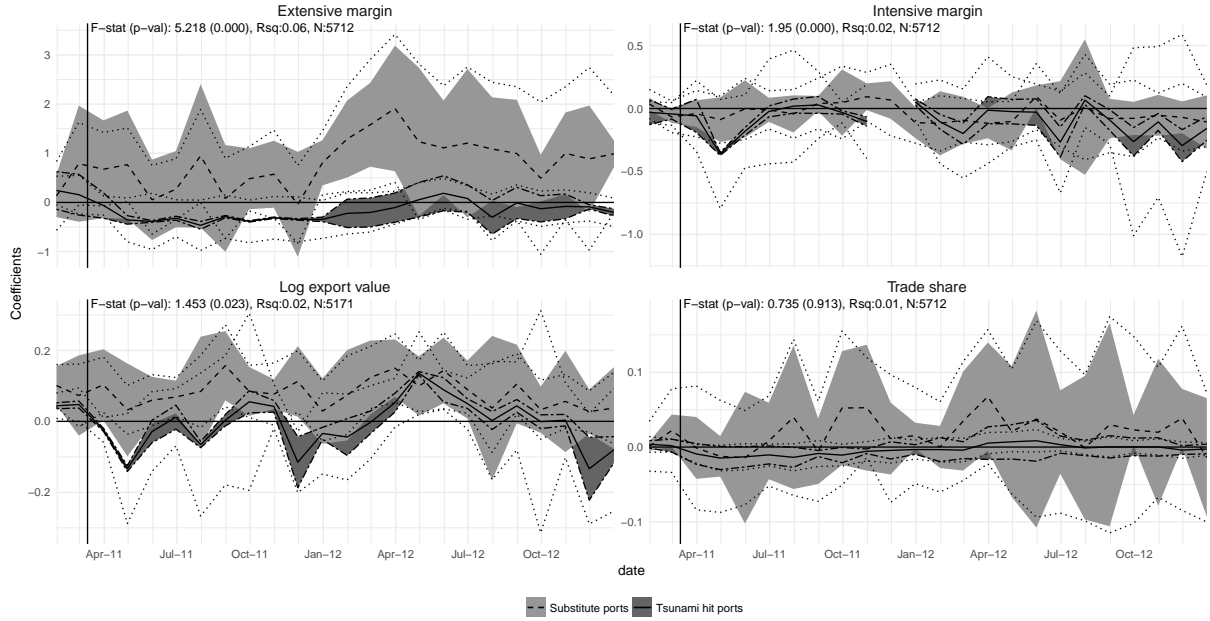 Extensive margin
F−stat (p−val): 5.218 (0.000), Rsq:0.06, N:5712
3
2
1
0
−1
Intensive margin
F−stat (p−val): 1.95 (0.000), Rsq:0.02, N:5712
0.5
0.0
−0.5
−1.0
Coefficients
Log export value
F−stat (p−val): 1.453 (0.023), Rsq:0.02, N:5171
0.2
0.0
−0.2
Apr−11 Jul−11 Oct−11 Jan−12 Apr−12 Jul−12 Oct−12
Trade share
F−stat (p−val): 0.735 (0.913), Rsq:0.01, N:5712
0.1
0.0
−0.1
Apr−11 Jul−11 Oct−11 Jan−12 Apr−12 Jul−12 Oct−12
date
Substitute ports Tsunami hit ports